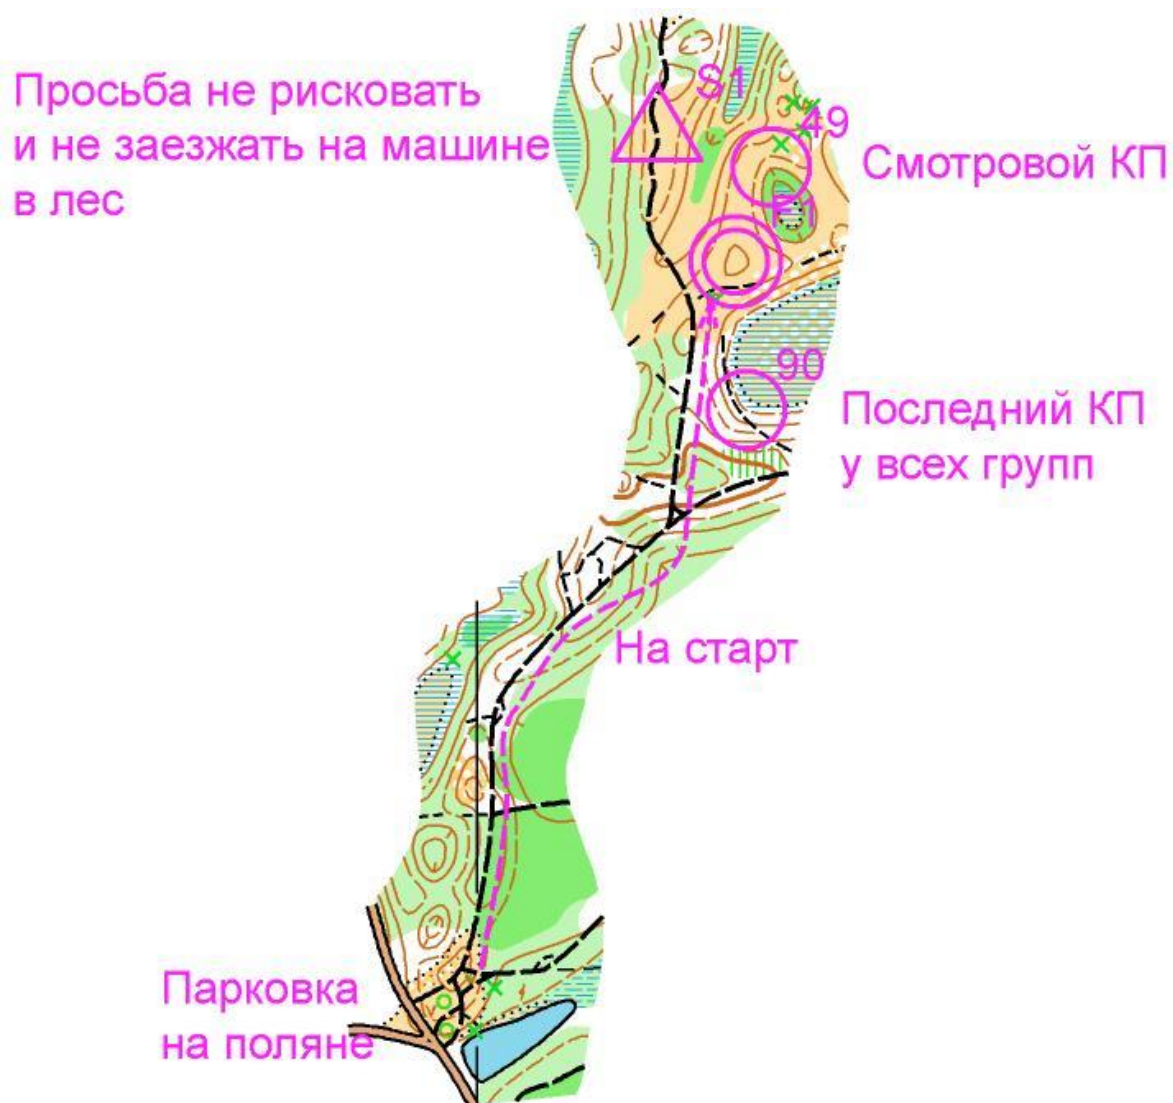 Просьба не рисковать
и не заезжать на машине
в лес
S1
49
Смотровой КП
F1
90
Последний КП
у всех групп
На старт
Парковка
на поляне